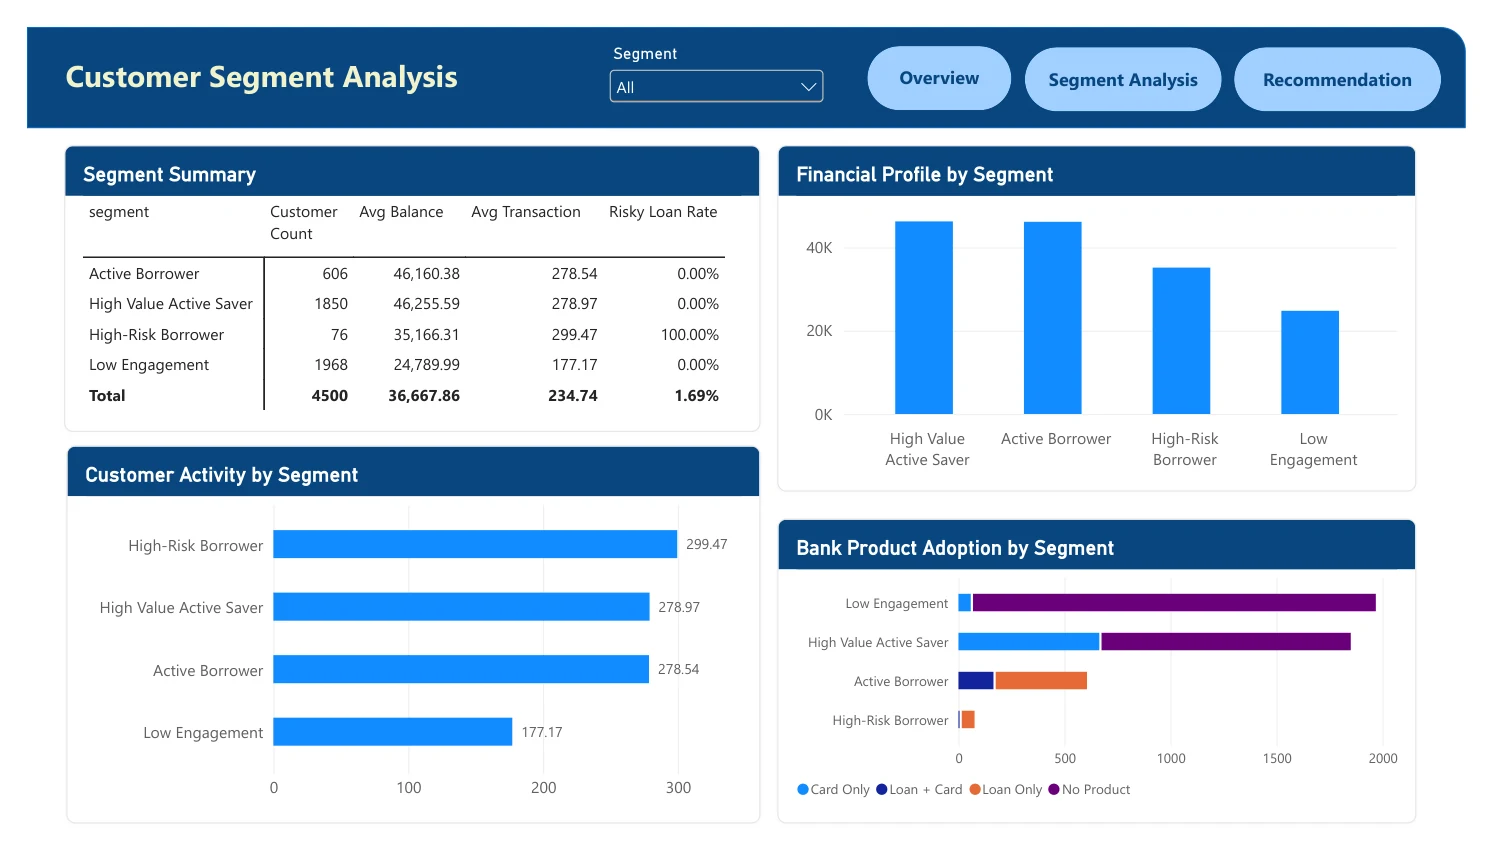 Customer Segment Analysis
Segment
All
Overview
Segment Analysis
Recommendation
Segment Summary
segment Customer Count Avg Balance Avg Transaction Risky Loan Rate
Active Borrower 606 46,160.38 278.54 0.00%
High Value Active Saver 1850 46,255.59 278.97 0.00%
High-Risk Borrower 76 35,166.31 299.47 100.00%
Low Engagement 1968 24,789.99 177.17 0.00%
Total 4500 36,667.86 234.74 1.69%
Financial Profile by Segment
40K
20K
0K
High Value Active Saver
Active Borrower
High-Risk Borrower
Low Engagement
Customer Activity by Segment
High-Risk Borrower 299.47
High Value Active Saver 278.97
Active Borrower 278.54
Low Engagement 177.17
0 100 200 300
Bank Product Adoption by Segment
Low Engagement
High Value Active Saver
Active Borrower
High-Risk Borrower
0 500 1000 1500 2000
Card Only Loan + Card Loan Only No Product